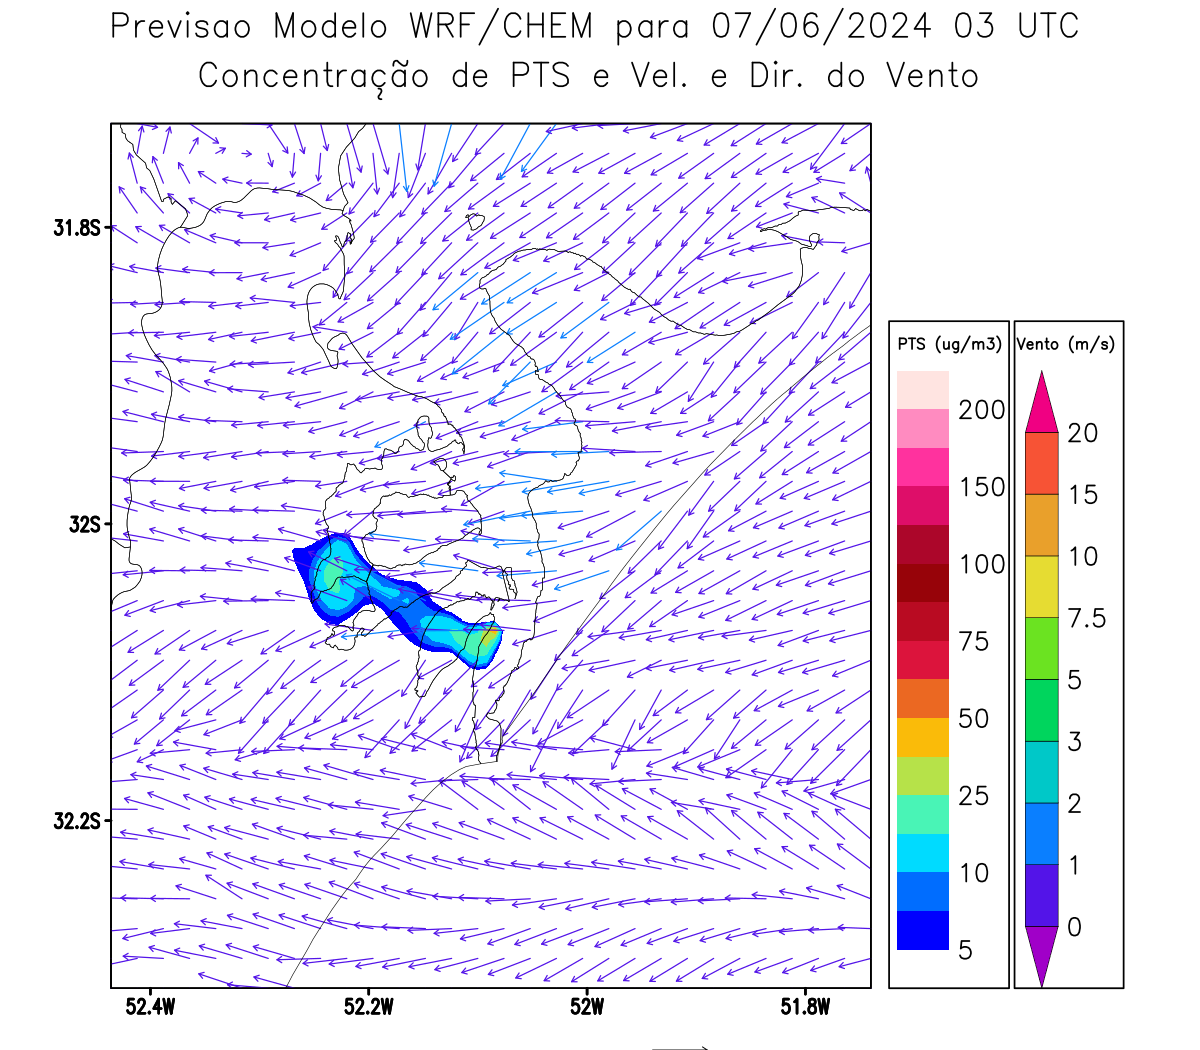 Previsao Modelo WRF/CHEM para 07/06/2024 03 UTC
Concentração de PTS e Vel. e Dir. do Vento
31.8S
32S
32.2S
52.4W
52.2W
52W
51.8W
PTS (ug/m3)
200
150
100
75
50
25
10
5
Vento (m/s)
20
15
10
7.5
5
3
2
1
0